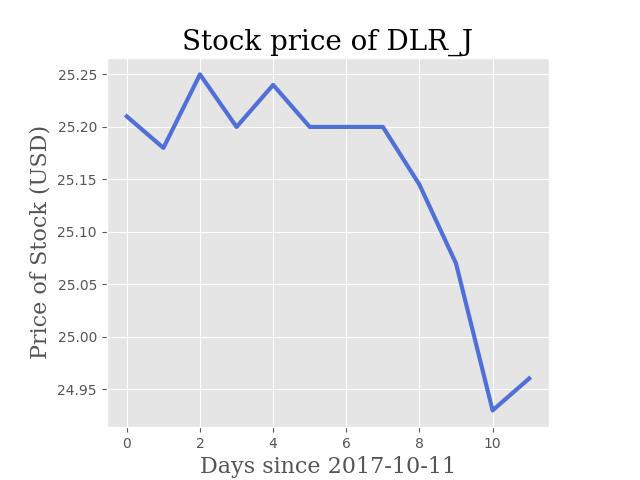 Stock price of DLR_J
Price of Stock (USD)
25.25
25.20
25.15
25.10
25.05
25.00
24.95
0 2 4 6 8 10
Days since 2017-10-11